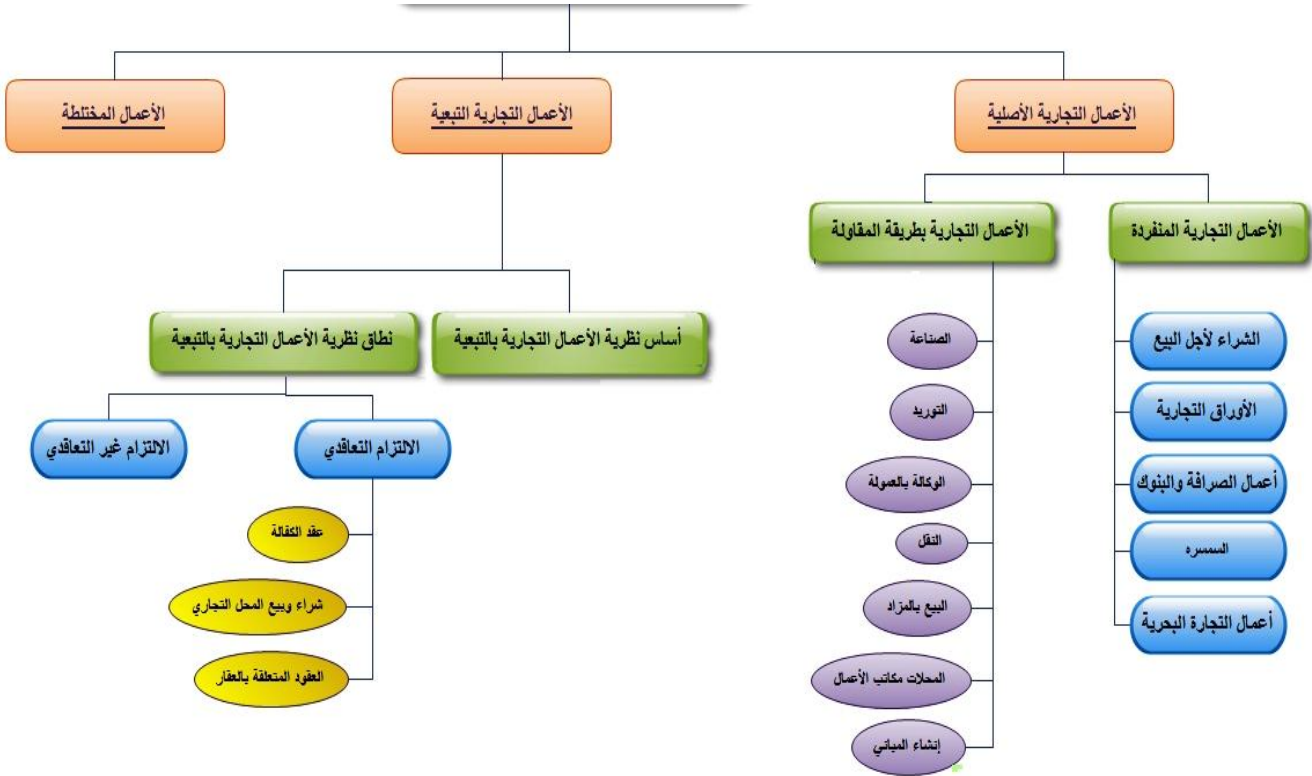 الأعمال التجارية الأصلية
الأعمال التجارية التبعية
الأعمال المختلطة
الأعمال التجارية المنفردة
الأعمال التجارية بطريقة المقاولة
الشراء لأجل البيع
الأوراق التجارية
أعمال الصرافة والبنوك
السمسره
أعمال التجارة البحرية
الصناعة
التوريد
الوكالة بالعمولة
النقل
البيع بالمزاد
المحلات مكاتب الأعمال
إنشاء المباني
أساس نظرية الأعمال التجارية بالتبعية
نطاق نظرية الأعمال التجارية بالتبعية
الالتزام التعاقدي
الالتزام غير التعاقدي
عقد الكفالة
شراء وبيع المحل التجاري
العقود المتعلقة بالعقار